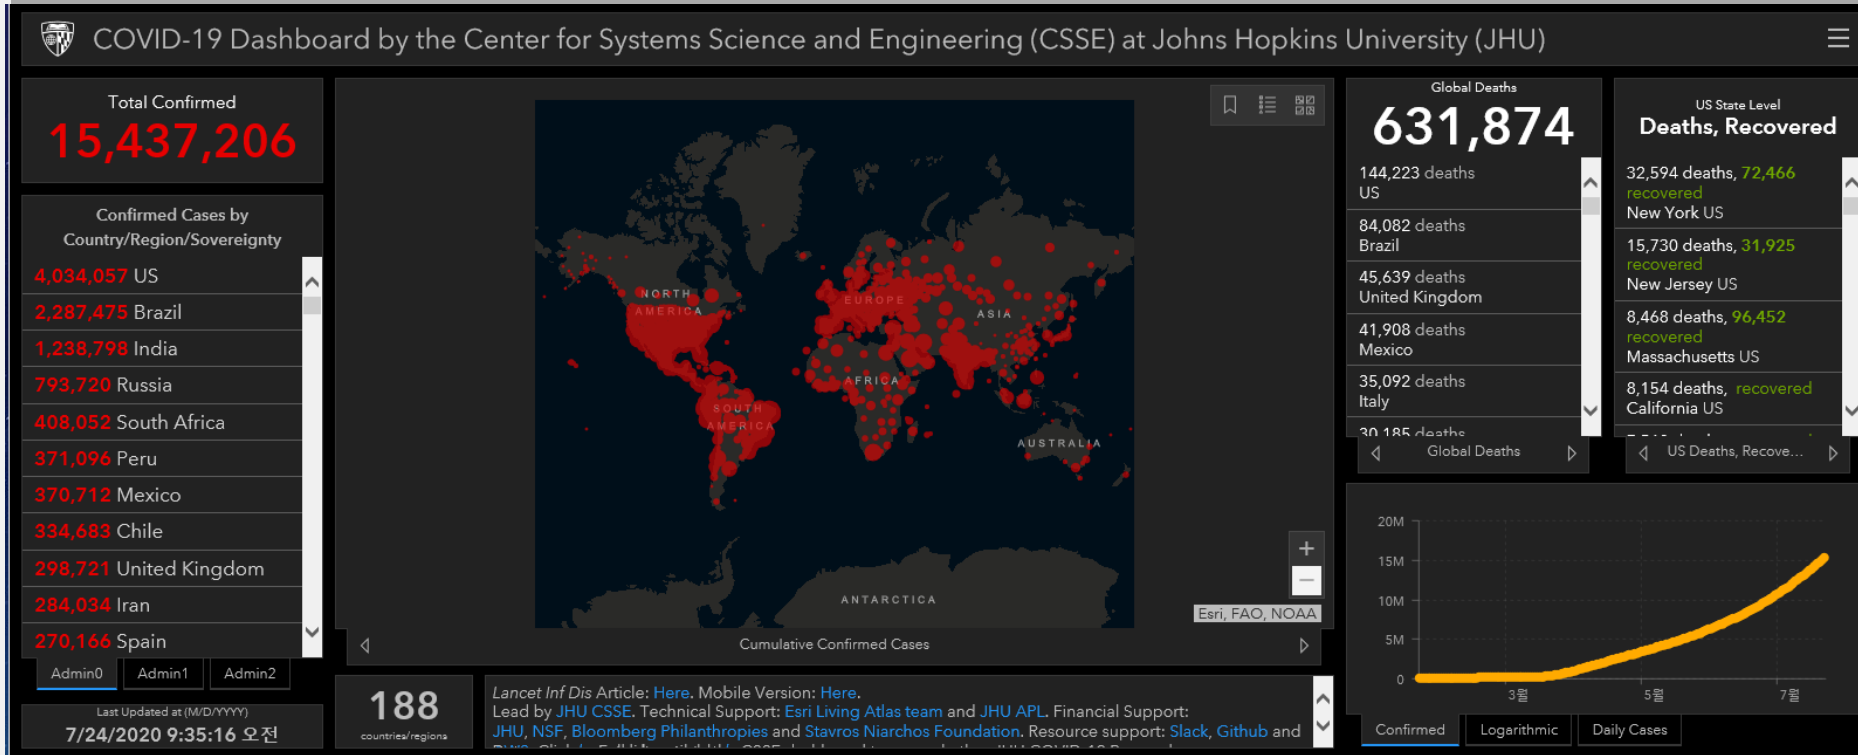 COVID-19 Dashboard by the Center for Systems Science and Engineering (CSSE) at Johns Hopkins University (JHU)
Total Confirmed
15,437,206
Confirmed Cases by
Country/Region/Sovereignty
4,034,057 US
2,287,475 Brazil
1,238,798 India
793,720 Russia
408,052 South Africa
371,096 Peru
370,712 Mexico
334,683 Chile
298,721 United Kingdom
284,034 Iran
270,166 Spain
Admin0
Admin1
Admin2
Last Updated at (M/D/YYYY)
7/24/2020 9:35:16 오전
NORTH
AMERICA
SOUTH
AMERICA
EUROPE
ASIA
AFRICA
AUSTRALIA
ANTARCTICA
Esri, FAO, NOAA
Cumulative Confirmed Cases
188
countries/regions
Lancet Inf Dis Article: Here. Mobile Version: Here.
Lead by JHU CSSE. Technical Support: Esri Living Atlas team and JHU APL. Financial Support:
JHU, NSF, Bloomberg Philanthropies and Stavros Niarchos Foundation. Resource support: Slack, Github and
Global Deaths
631,874
144,223 deaths
US
84,082 deaths
Brazil
45,639 deaths
United Kingdom
41,908 deaths
Mexico
35,092 deaths
Italy
30,185 deaths
Global Deaths
US State Level
Deaths, Recovered
32,594 deaths, 72,466
recovered
New York US
15,730 deaths, 31,925
recovered
New Jersey US
8,468 deaths, 96,452
recovered
Massachusetts US
8,154 deaths, recovered
California US
US Deaths, Recove...
20M
15M
10M
5M
0
3월
5월
7월
Confirmed
Logarithmic
Daily Cases